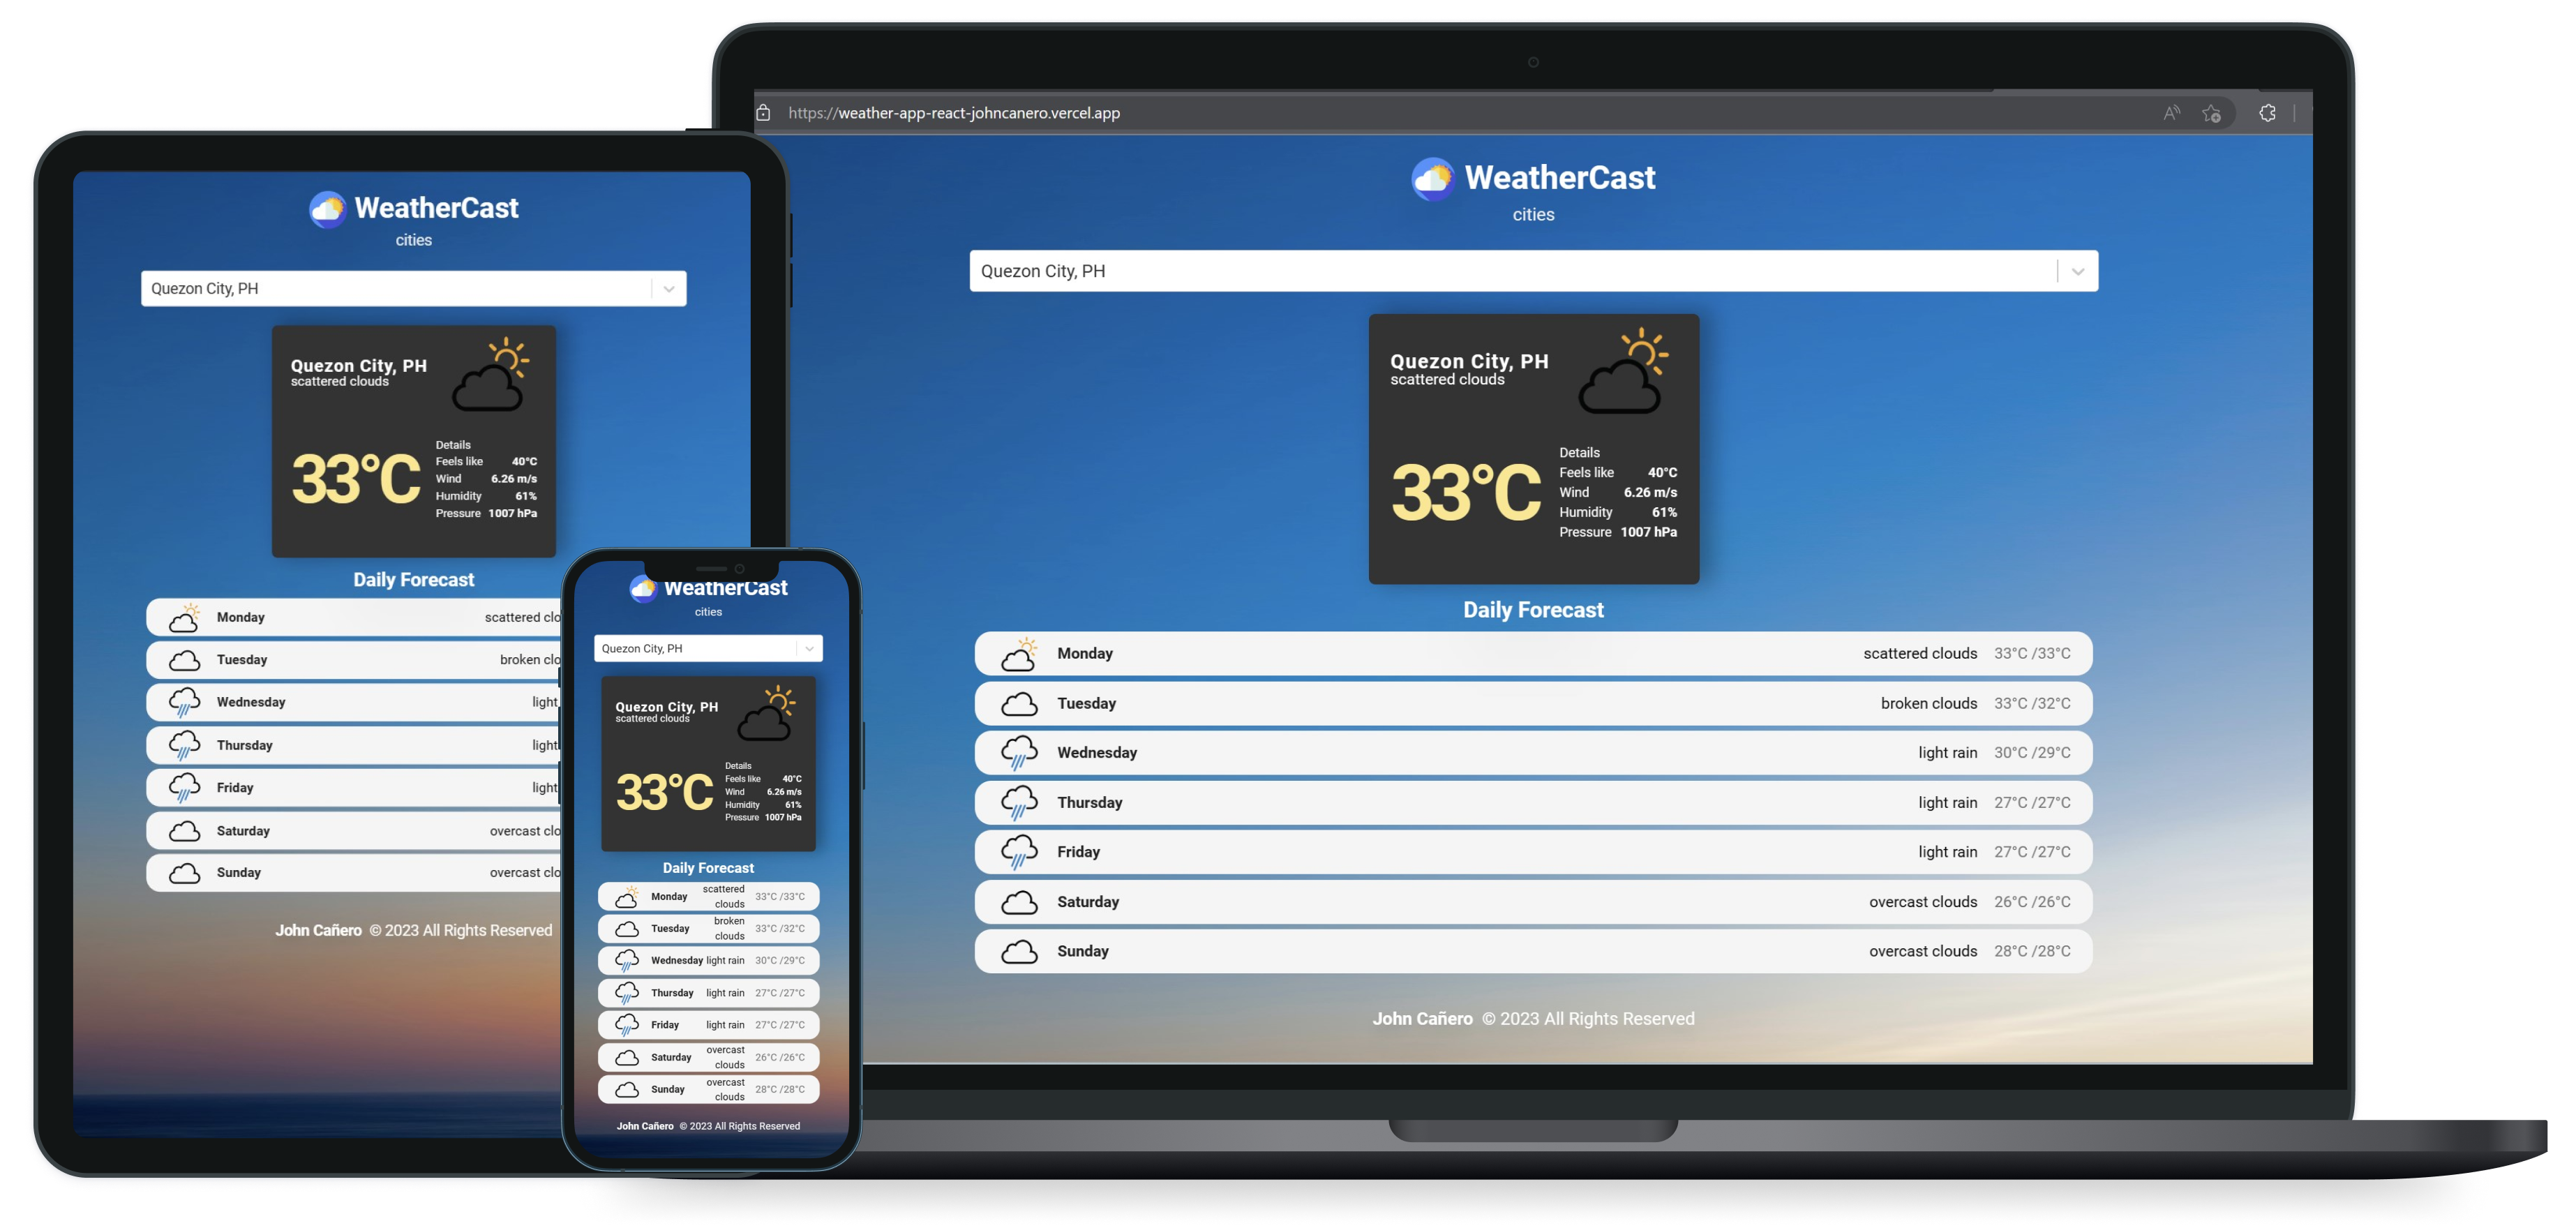 https://weather-app-react-johncanero.vercel.app
WeatherCast
cities
Quezon City, PH
Quezon City, PH
scattered clouds
33°C
Details
Feels like 40°C
Wind 6.26 m/s
Humidity 61%
Pressure 1007 hPa
Daily Forecast
Monday scattered clouds 33°C /33°C
Tuesday broken clouds 33°C /32°C
Wednesday light rain 30°C /29°C
Thursday light rain 27°C /27°C
Friday light rain 27°C /27°C
Saturday overcast clouds 26°C /26°C
Sunday overcast clouds 28°C /28°C
John Cañero © 2023 All Rights Reserved
WeatherCast
cities
Quezon City, PH
Quezon City, PH
scattered clouds
33°C
Details
Feels like 40°C
Wind 6.26 m/s
Humidity 61%
Pressure 1007 hPa
Daily Forecast
Monday scattered clo
Tuesday broken clo
Wednesday light
Thursday light
Friday light
Saturday overcast clo
Sunday overcast clo
John Cañero © 2023 All Rights Reserved
WeatherCast
cities
Quezon City, PH
Quezon City, PH
scattered clouds
33°C
Details
Feels like 40°C
Wind 6.26 m/s
Humidity 61%
Pressure 1007 hPa
Daily Forecast
Monday scattered clouds 33°C /33°C
Tuesday broken clouds 33°C /32°C
Wednesday light rain 30°C /29°C
Thursday light rain 27°C /27°C
Friday light rain 27°C /27°C
Saturday overcast clouds 26°C /26°C
Sunday overcast clouds 28°C /28°C
John Cañero © 2023 All Rights Reserved